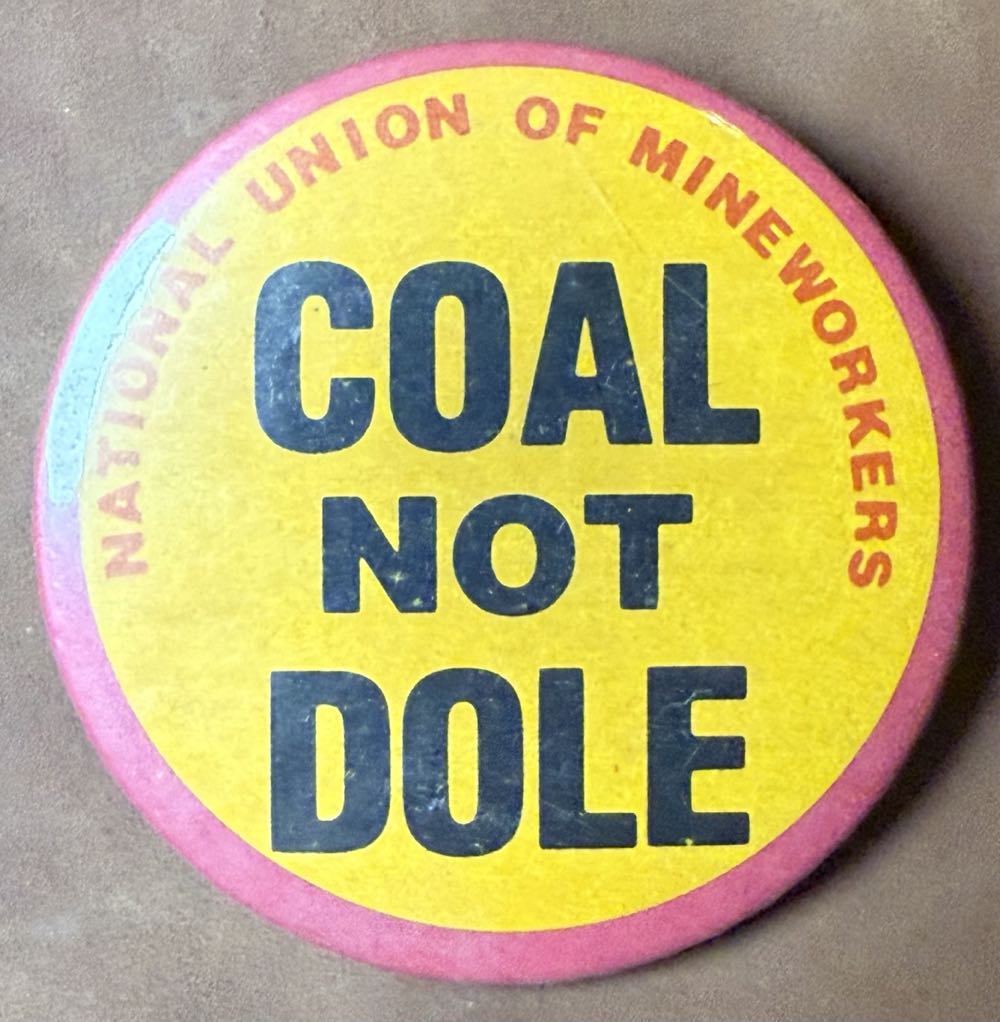 NATIONAL UNION OF MINEWORKERS
COAL
NOT
DOLE